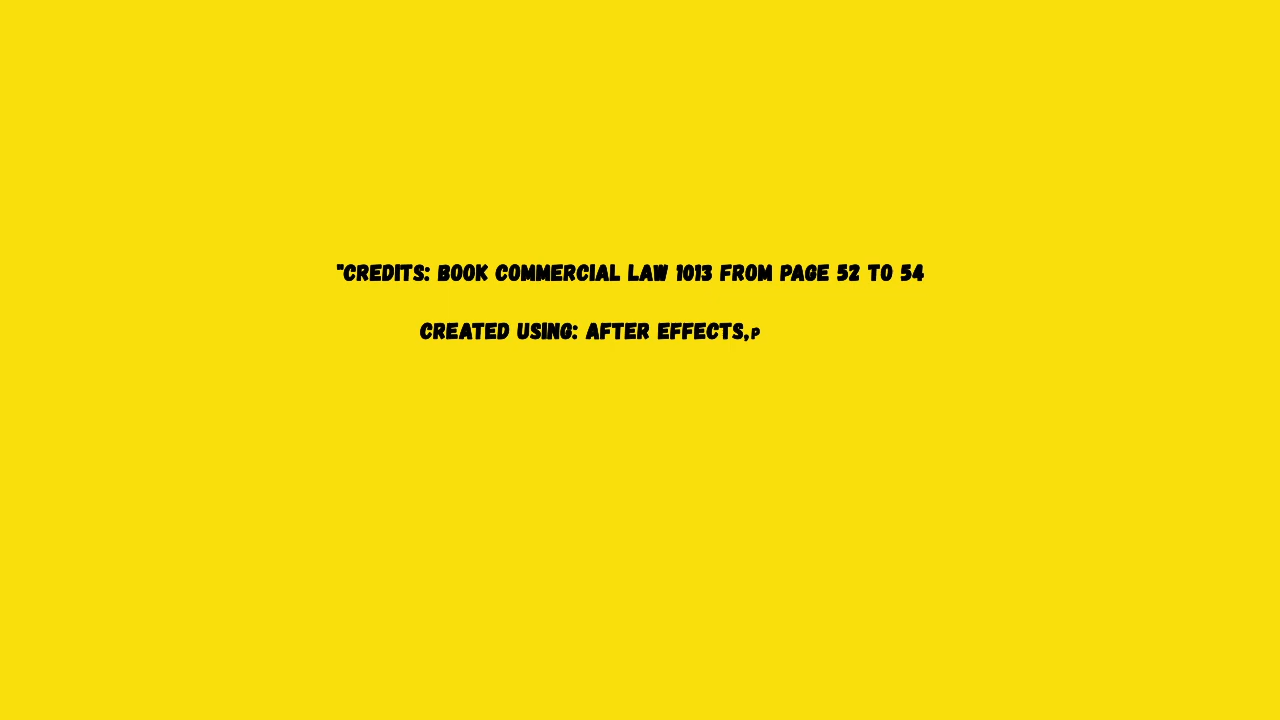 "CREDITS: BOOK COMMERCIAL LAW 1013 FROM PAGE 52 TO 54
CREATED USING: AFTER EFFECTS,P